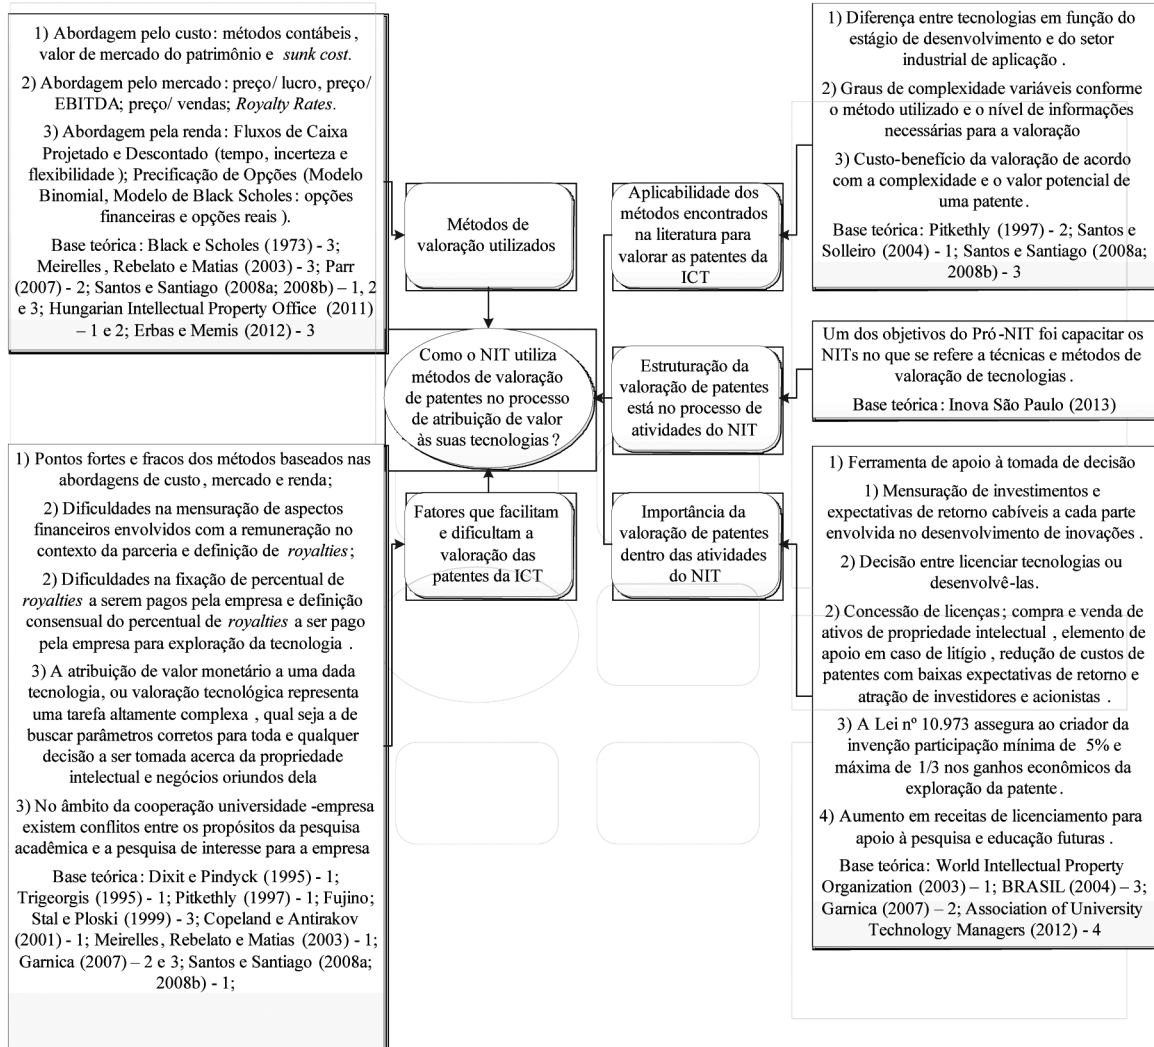 1) Abordagem pelo custo: métodos contábeis,
valor de mercado do patrimônio e sunk cost.
2) Abordagem pelo mercado: preço/ lucro, preço/
EBITDA; preço/ vendas; Royalty Rates.
3) Abordagem pela renda: Fluxos de Caixa
Projetado e Descontado (tempo, incerteza e
flexibilidade); Precificação de Opções (Modelo
Binomial, Modelo de Black Scholes: opções
financeiras e opções reais).
Base teórica: Black e Scholes (1973) - 3;
Meirelles, Rebelato e Matias (2003) - 3; Parr
(2007) - 2; Santos e Santiago (2008a; 2008b) – 1, 2
e 3; Hungarian Intellectual Property Office (2011)
– 1 e 2; Erbas e Memis (2012) - 3
Métodos de
valoração utilizados
Aplicabilidade dos
métodos encontrados
na literatura para
valorar as patentes da
ICT
1) Diferença entre tecnologias em função do
estágio de desenvolvimento e do setor
industrial de aplicação.
2) Graus de complexidade variáveis conforme
o método utilizado e o nível de informações
necessárias para a valoração
3) Custo-benefício da valoração de acordo
com a complexidade e o valor potencial de
uma patente.
Base teórica: Pitkethly (1997) - 2; Santos e
Solleiro (2004) - 1; Santos e Santiago (2008a;
2008b) - 3
Como o NIT utiliza
métodos de valoração
de patentes no processo
de atribuição de valor
às suas tecnologias?
Estruturação da
valoração de patentes
está no processo de
atividades do NIT
Um dos objetivos do Pró-NIT foi capacitar os
NITs no que se refere a técnicas e métodos de
valoração de tecnologias.
Base teórica: Inova São Paulo (2013)
1) Pontos fortes e fracos dos métodos baseados nas
abordagens de custo, mercado e renda;
2) Dificuldades na mensuração de aspectos
financeiros envolvidos com a remuneração no
contexto da parceria e definição de royalties;
2) Dificuldades na fixação de percentual de
royalties a serem pagos pela empresa e definição
consensual do percentual de royalties a ser pago
pela empresa para exploração da tecnologia.
3) A atribuição de valor monetário a uma dada
tecnologia, ou valoração tecnológica representa
uma tarefa altamente complexa, qual seja a de
buscar parâmetros corretos para toda e qualquer
decisão a ser tomada acerca da propriedade
intelectual e negócios oriundos dela
3) No âmbito da cooperação universidade-empresa
existem conflitos entre os propósitos da pesquisa
acadêmica e a pesquisa de interesse para a empresa
Base teórica: Dixit e Pindyck (1995) - 1;
Trigeorgis (1995) - 1; Pitkethly (1997) - 1; Fujino;
Stal e Ploski (1999) - 3; Copeland e Antirakov
(2001) - 1; Meirelles, Rebelato e Matias (2003) - 1;
Garnica (2007) – 2 e 3; Santos e Santiago (2008a;
2008b) - 1;
Fatores que facilitam
e dificultam a
valoração das
patentes da ICT
Importância da
valoração de patentes
dentro das atividades
do NIT
1) Ferramenta de apoio à tomada de decisão
1) Mensuração de investimentos e
expectativas de retorno cabíveis a cada parte
envolvida no desenvolvimento de inovações.
2) Decisão entre licenciar tecnologias ou
desenvolvê-las.
2) Concessão de licenças; compra e venda de
ativos de propriedade intelectual, elemento de
apoio em caso de litígio, redução de custos de
patentes com baixas expectativas de retorno e
atração de investidores e acionistas.
3) A Lei nº 10.973 assegura ao criador da
invenção participação mínima de 5% e
máxima de 1/3 nos ganhos econômicos da
exploração da patente.
4) Aumento em receitas de licenciamento para
apoio à pesquisa e educação futuras.
Base teórica: World Intellectual Property
Organization (2003) – 1; BRASIL (2004) – 3;
Garnica (2007) – 2; Association of University
Technology Managers (2012) - 4